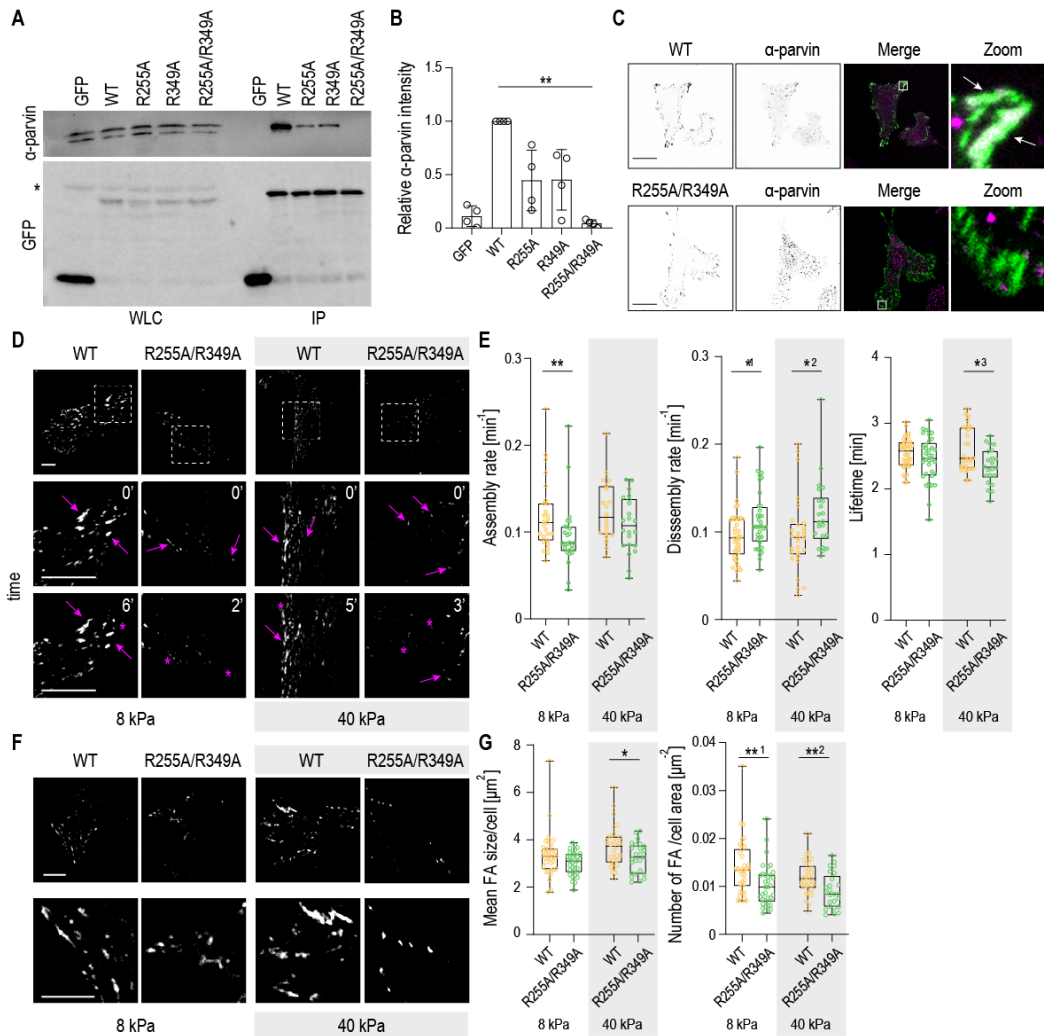 A
GFP
WT
R255A
R349A
R255A/R349A
GFP
WT
R255A
R349A
R255A/R349A
α-parvin
*
GFP
WLC
IP
B
**
Relative α-parvin intensity
1.5
1.0
0.5
0
GFP
WT
R255A
R349A
R255A/R349A
C
WT
α-parvin
Merge
Zoom
R255A/R349A
α-parvin
Merge
Zoom
D
WT
R255A/R349A
WT
R255A/R349A
time
0'
0'
0'
0'
6'
2'
5'
3'
*
*
*
*
*
*
8 kPa
40 kPa
E
Assembly rate [min-1]
0.3
0.2
0.1
0
**
WT
R255A/R349A
WT
R255A/R349A
8 kPa
40 kPa
Disssembly rate [min-1]
0.3
0.2
0.1
0
*1
*2
WT
R255A/R349A
WT
R255A/R349A
8 kPa
40 kPa
Lifetime [min]
4
3
2
1
0
*3
WT
R255A/R349A
WT
R255A/R349A
8 kPa
40 kPa
F
WT
R255A/R349A
WT
R255A/R349A
8 kPa
40 kPa
G
Mean FA size/cell [µm2]
8
6
4
2
0
*
WT
R255A/R349A
WT
R255A/R349A
8 kPa
40 kPa
Number of FA /cell area [µm-2]
0.04
0.03
0.02
0.01
0
**1
**2
WT
R255A/R349A
WT
R255A/R349A
8 kPa
40 kPa